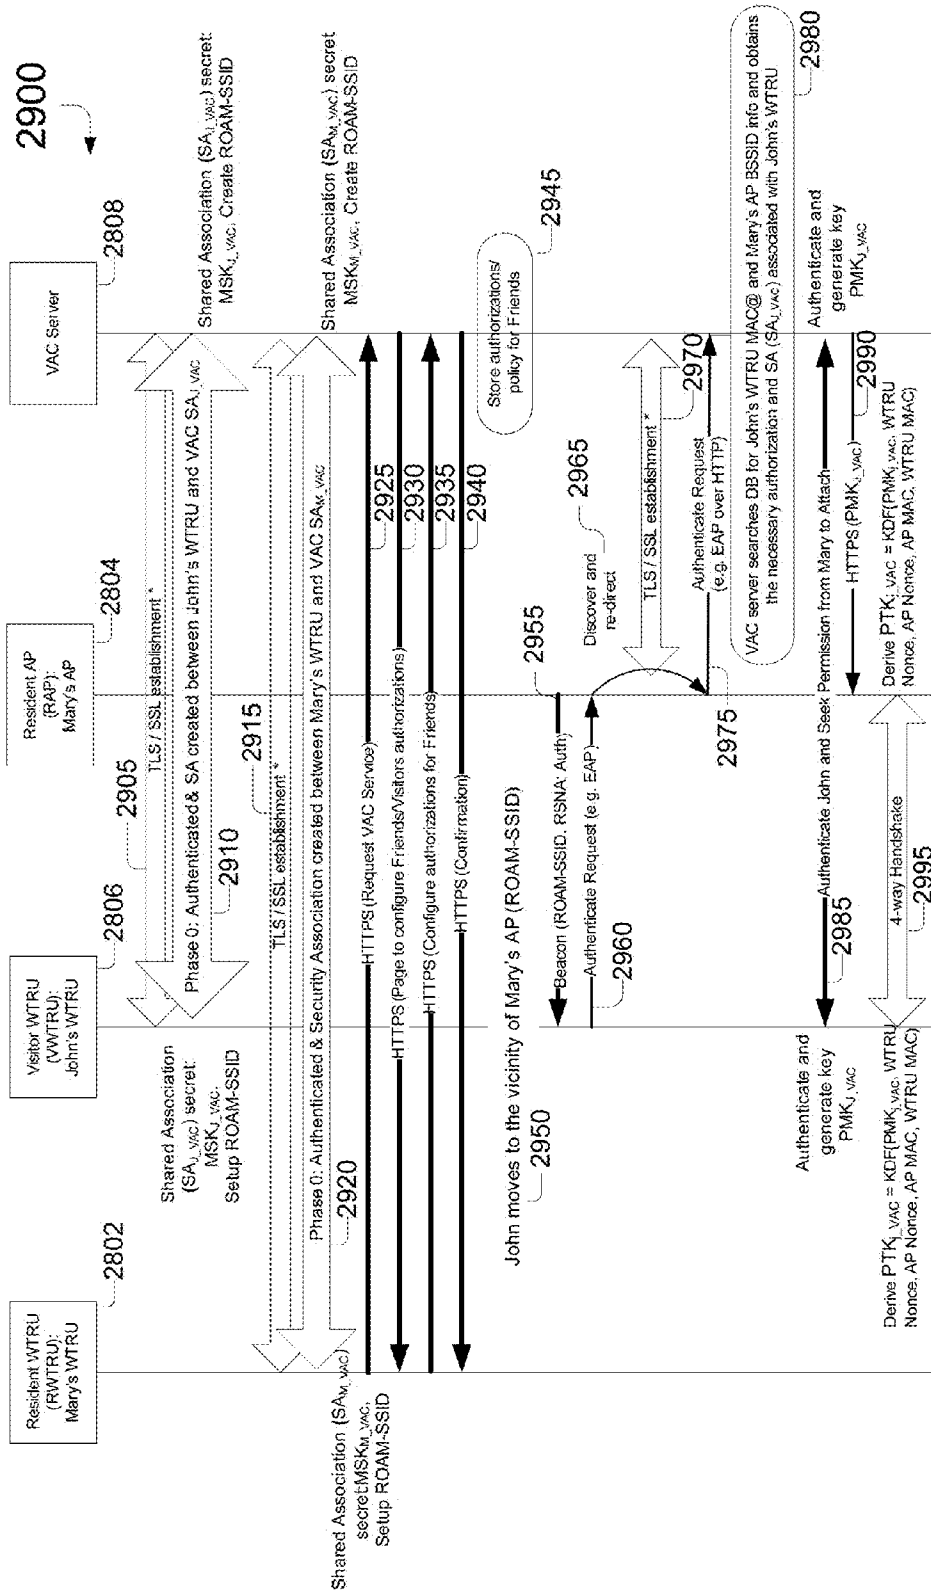 2900
Resident WTRU
(RWTRU):
Mary's WTRU
2802
Visitor WTRU
(VWTRU):
John's WTRU
2806
Resident AP
(RAP):
Mary's AP
2804
VAC Server
2808
2905
TLS / SSL establishment *
Shared Association
(SAJ_VAC) secret:
MSKJ_VAC,
Setup ROAM-SSID
Phase 0: Authenticated & SA created between John's WTRU and VAC SAJ_VAC
2910
Shared Association (SAJ_VAC) secret:
MSKJ_VAC, Create ROAM-SSID
2915
TLS / SSL establishment *
Phase 0: Authenticated & Security Association created between Mary's WTRU and VAC SAM_VAC
2920
Shared Association (SAM_VAC) secret:
MSKM_VAC, Create ROAM-SSID
Shared Association (SAM_VAC)
secret:MSKM_VAC,
Setup ROAM-SSID
HTTPS (Request VAC Service)
2925
HTTPS (Page to configure Friends/Visitors authorizations)
2930
HTTPS (Configure authorizations for Friends)
2935
HTTPS (Confirmation)
2940
Store authorizations/
policy for Friends
2945
John moves to the vicinity of Mary's AP (ROAM-SSID)
2950
Beacon (ROAM-SSID, RSNA: Auth)
2955
Authenticate Request (e.g. EAP)
2960
Discover and
re-direct
2965
TLS / SSL establishment *
2970
Authenticate Request
(e.g. EAP over HTTP)
2975
VAC server searches DB for John's WTRU MAC@ and Mary's AP BSSID info and obtains
the necessary authorization and SA (SAJ_VAC) associated with John's WTRU
2980
Authenticate and
generate key
PMKJ_VAC
Authenticate John and Seek Permission from Mary to Attach
2985
Authenticate and
generate key
PMKJ_VAC
HTTPS (PMKJ_VAC)
2990
Derive PTKJ_VAC = KDF{PMKJ_VAC, WTRU
Nonce, AP Nonce, AP MAC, WTRU MAC)
4-way Handshake
2995
Derive PTKJ_VAC = KDF{PMKJ_VAC, WTRU
Nonce, AP Nonce, AP MAC, WTRU MAC)